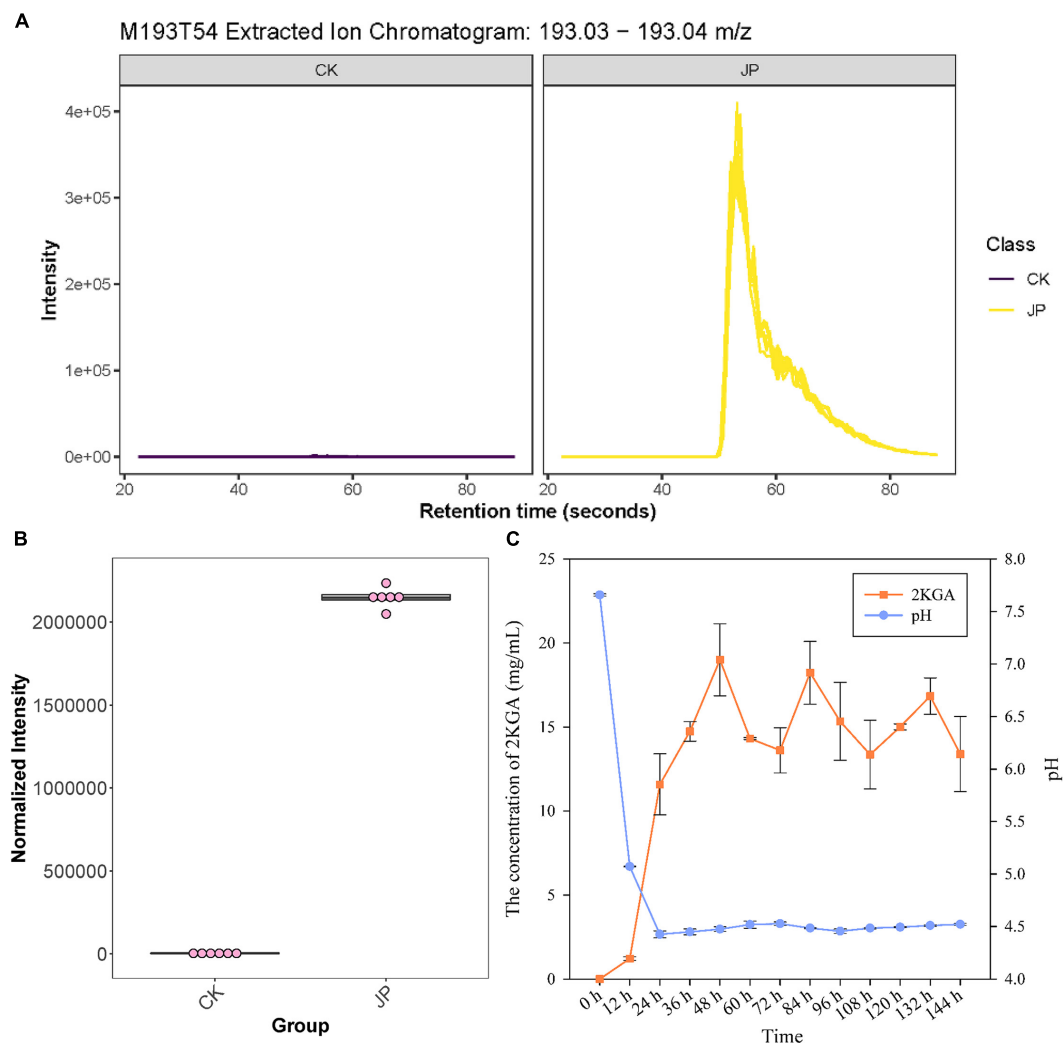 A
M193T54 Extracted Ion Chromatogram: 193.03 − 193.04 m/z
CK
JP
4e+05
3e+05
2e+05
1e+05
0e+00
Intensity
20
40
60
80
20
40
60
80
Retention time (seconds)
Class
CK
JP
B
2000000
1500000
1000000
500000
0
Normalized Intensity
CK
JP
Group
C
25
20
15
10
5
0
The concentration of 2KGA (mg/mL)
2KGA
pH
8.0
7.5
7.0
6.5
6.0
5.5
5.0
4.5
4.0
pH
0 h
12 h
24 h
36 h
48 h
60 h
72 h
84 h
96 h
108 h
120 h
132 h
144 h
Time